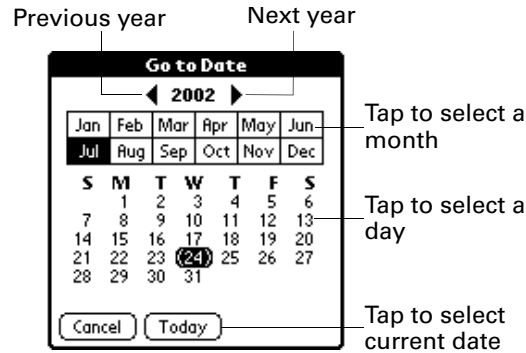 Previous year
Next year
Go to Date
2002
Jan Feb Mar Apr May Jun
Tap to select a
month
Jul Aug Sep Oct Nov Dec
S M T W T F S
1 2 3 4 5 6
7 8 9 10 11 12 13
Tap to select a
day
14 15 16 17 18 19 20
21 22 23 (24) 25 26 27
28 29 30 31
Cancel Today
Tap to select
current date